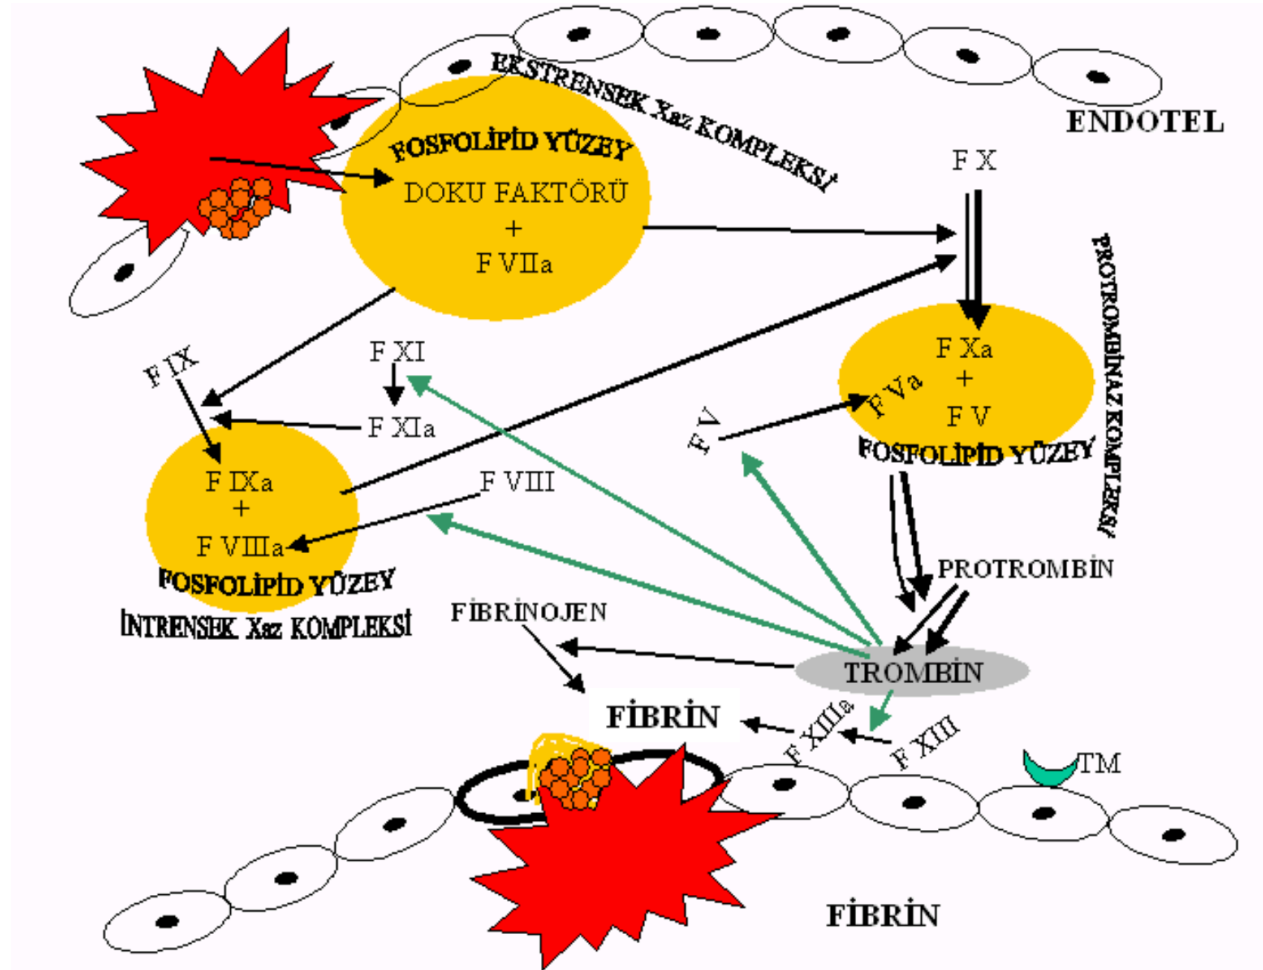 EKSTRENSEK Xaz KOMPLEKSİ
ENDOTEL
FOSFOLİPİD YÜZEY
DOKU FAKTÖRÜ
+
F VIIa
F X
PROTROMBİNAZ KOMPLEKSİ
F IX
F XI
F XIa
F Xa
+
F Va
F V
FOSFOLİPİD YÜZEY
F V
F IXa
+
F VIIIa
F VIII
FOSFOLİPİD YÜZEY
İNTRENSEK Xaz KOMPLEKSİ
PROTROMBİN
FİBRİNOJEN
TROMBİN
FİBRİN
F XIIIa
F XIII
TM
FİBRİN